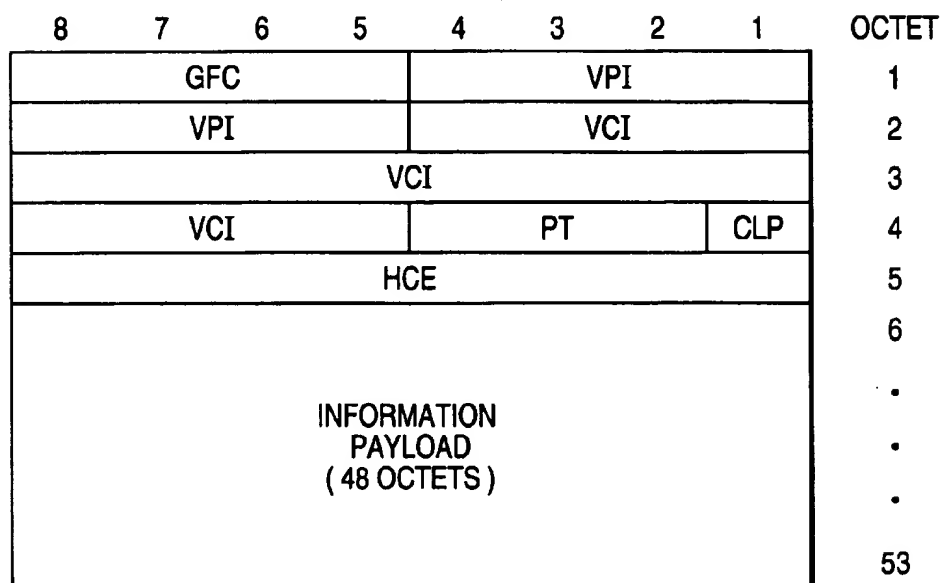 8 7 6 5 4 3 2 1 OCTET
GFC VPI 1
VPI VCI 2
VCI 3
VCI PT CLP 4
HCE 5
6
INFORMATION
PAYLOAD
( 48 OCTETS )
53